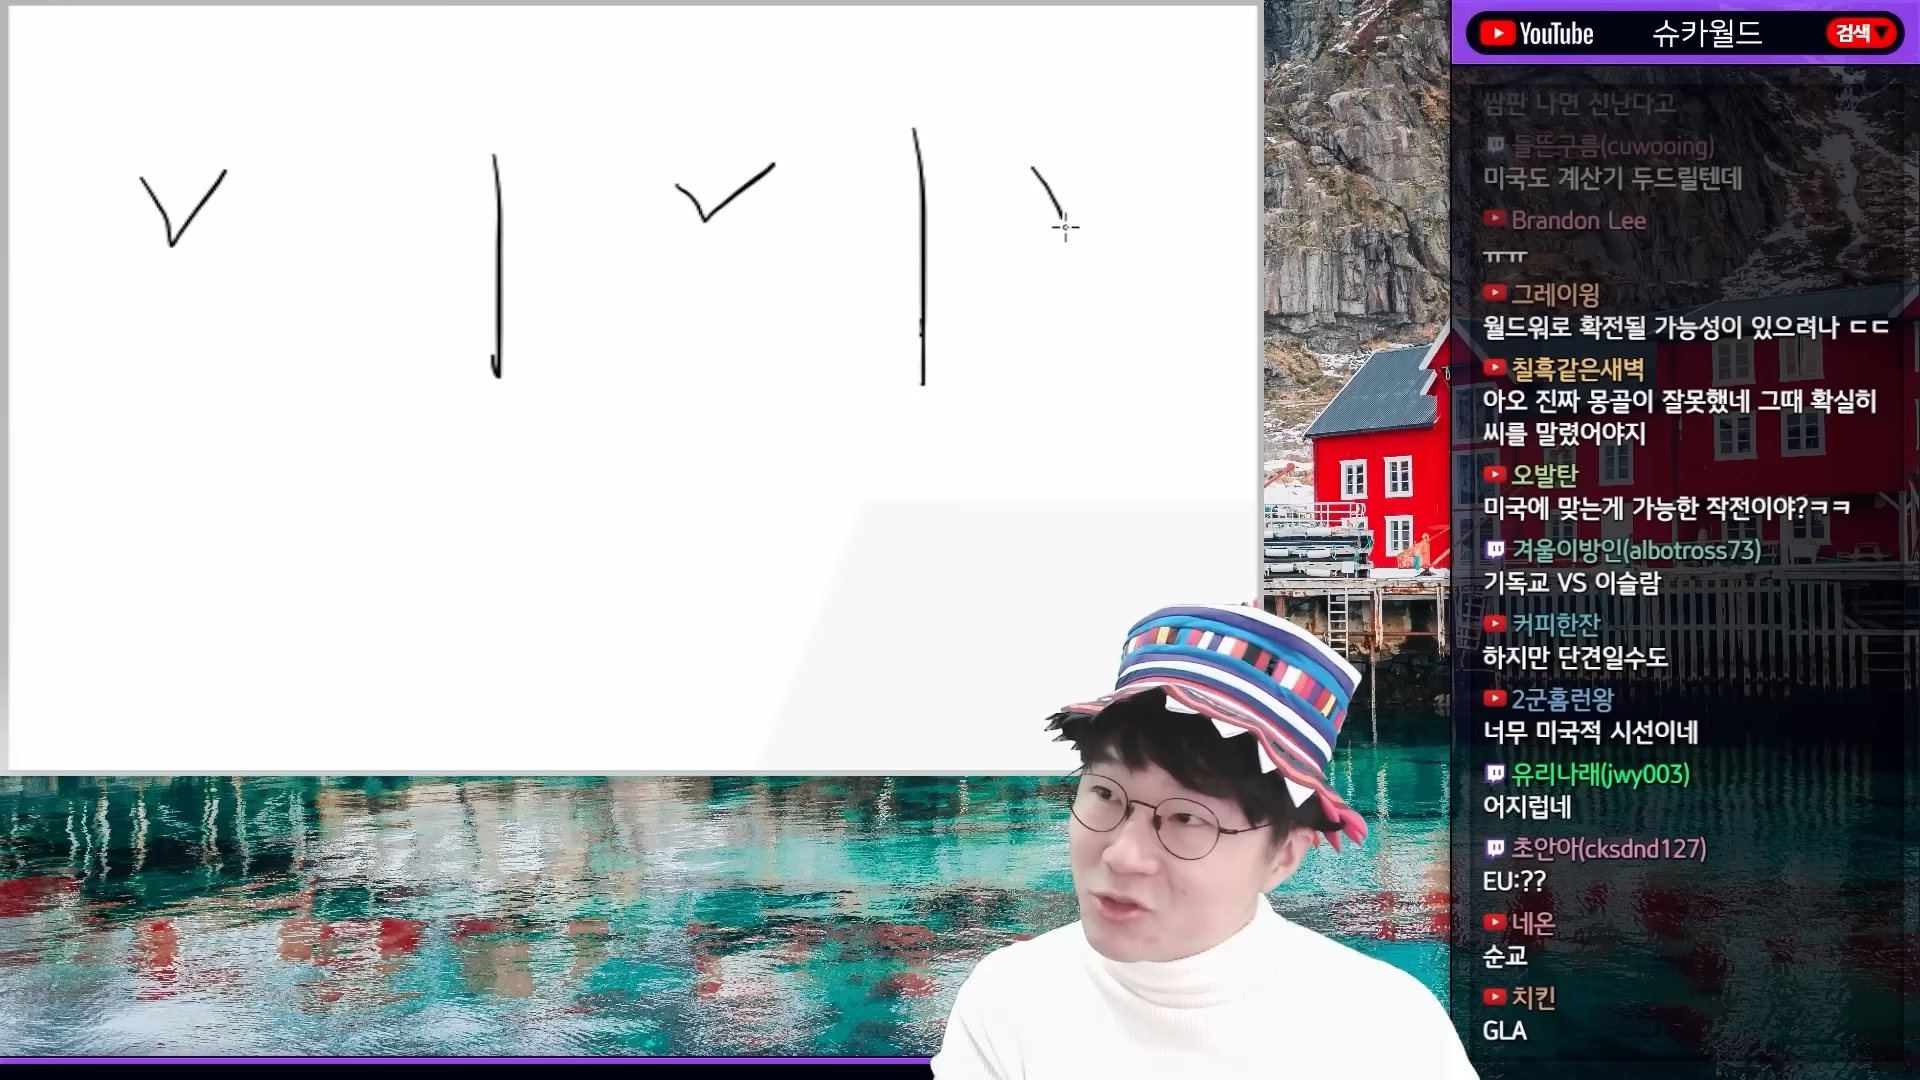 YouTube 슈카월드 검색
쌈판 나면 신난다고
들뜬구름(cuwooing)
미국도 계산기 두드릴텐데
Brandon Lee
ㅠㅠ
그레이윙
월드워로 확전될 가능성이 있으려나 ㄷㄷ
칠흑같은새벽
아오 진짜 몽골이 잘못했네 그때 확실히
씨를 말렸어야지
오발탄
미국에 맞는게 가능한 작전이야?ㅋㅋ
겨울이방인(albotross73)
기독교 VS 이슬람
커피한잔
하지만 단견일수도
2군홈런왕
너무 미국적 시선이네
유리나래(jwy003)
어지럽네
초안아(cksdnd127)
EU:??
네온
순교
치킨
GLA